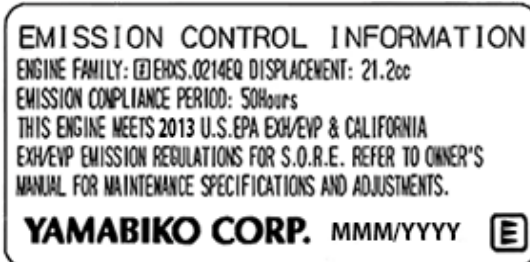 EMISSION CONTROL INFORMATION
ENGINE FAMILY: EEHXS.0214EQ DISPLACEMENT: 21.2cc
EMISSION COMPLIANCE PERIOD: 50Hours
THIS ENGINE MEETS 2013 U.S.EPA EXH/EVP & CALIFORNIA
EXH/EVP EMISSION REGULATIONS FOR S.O.R.E. REFER TO OWNER'S
MANUAL FOR MAINTENANCE SPECIFICATIONS AND ADJUSTMENTS.
YAMABIKO CORP. MMM/YYYY E